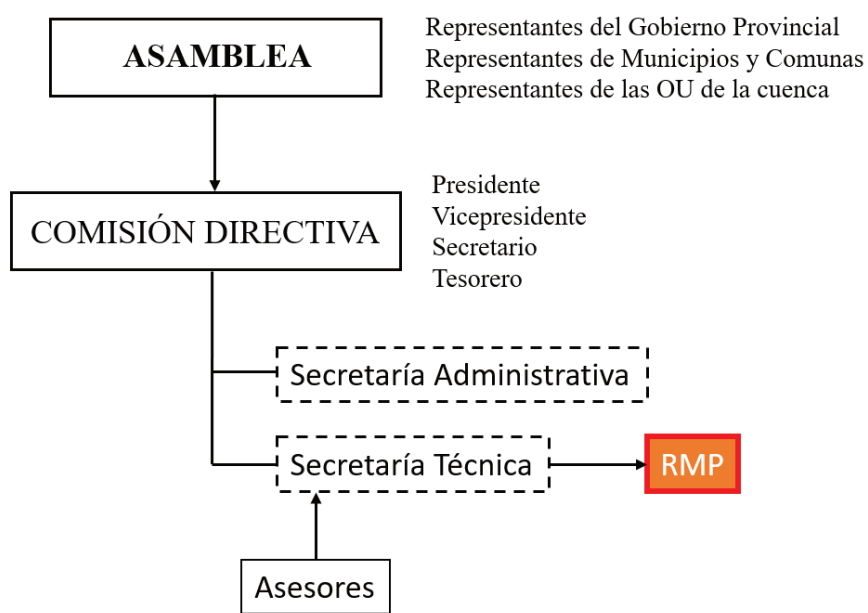 ASAMBLEA
Representantes del Gobierno Provincial
Representantes de Municipios y Comunas
Representantes de las OU de la cuenca
COMISIÓN DIRECTIVA
Presidente
Vicepresidente
Secretario
Tesorero
Secretaría Administrativa
Secretaría Técnica
RMP
Asesores